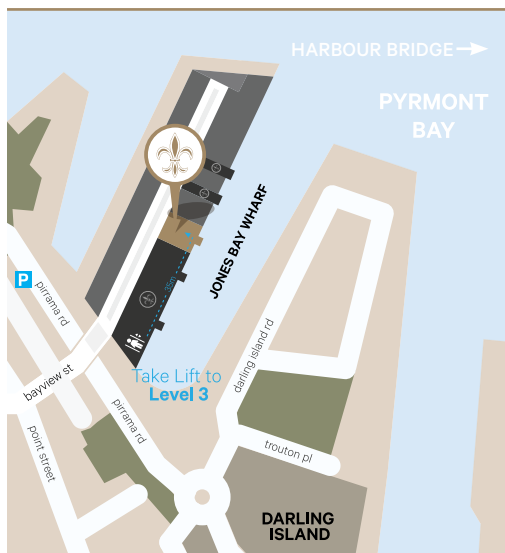 HARBOUR BRIDGE
PYRMONT
BAY
JONES BAY WHARF
P
pirrama rd
35m
darling island rd
Take Lift to
Level 3
bayview st
pirrama rd
point street
trouton pl
DARLING
ISLAND